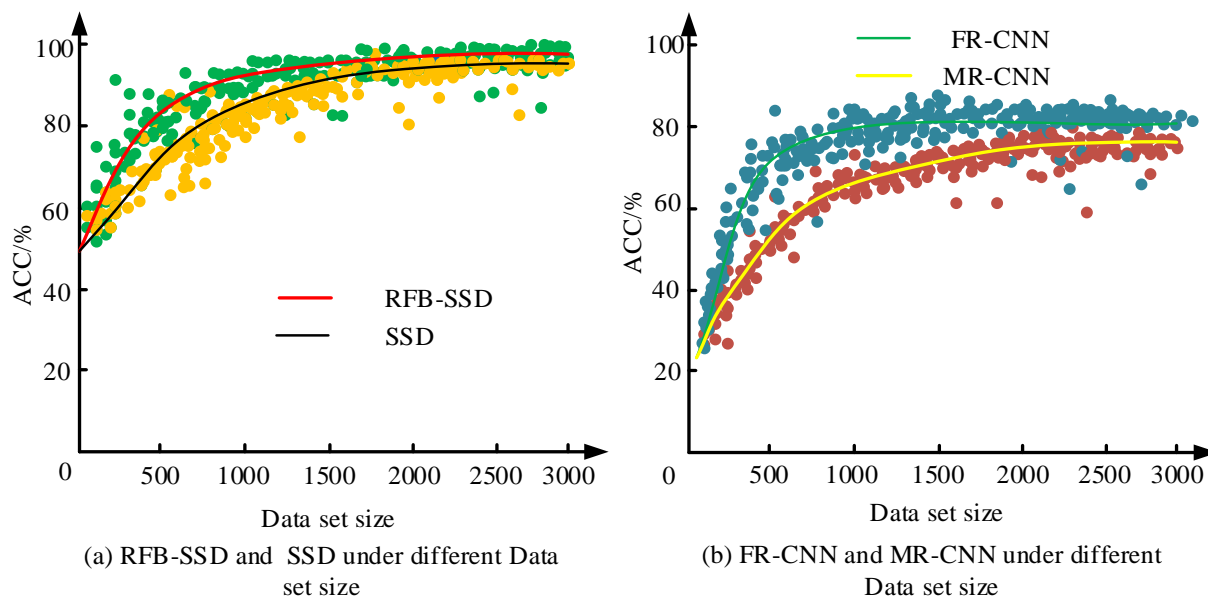 100
80
60
40
20
0
ACC/%
RFB-SSD
SSD
500
1000
1500
2000
2500
3000
Data set size
(a) RFB-SSD and SSD under different Data
set size
100
80
60
40
20
0
ACC/%
FR-CNN
MR-CNN
500
1000
1500
2000
2500
3000
Data set size
(b) FR-CNN and MR-CNN under different
Data set size